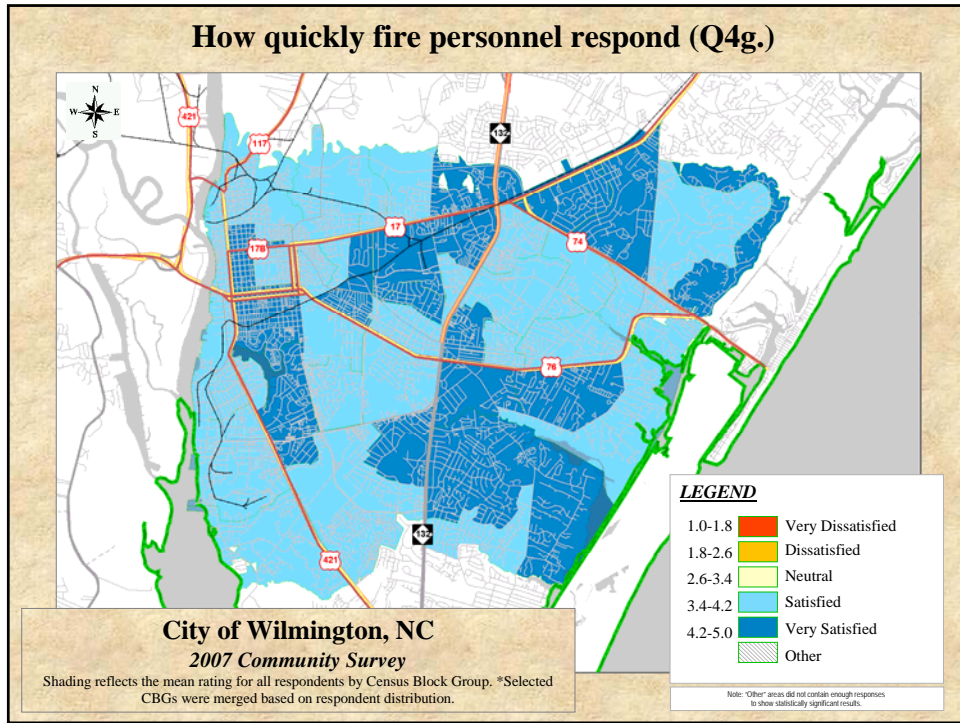 How quickly fire personnel respond (Q4g.)
N
W E
S
421
117
132
17
17B
74
76
132
421
LEGEND
1.0-1.8 Very Dissatisfied
1.8-2.6 Dissatisfied
2.6-3.4 Neutral
3.4-4.2 Satisfied
4.2-5.0 Very Satisfied
Other
City of Wilmington, NC
2007 Community Survey
Shading reflects the mean rating for all respondents by Census Block Group. *Selected
CBGs were merged based on respondent distribution.
Note: "Other" areas did not contain enough responses
to show statistically significant results.